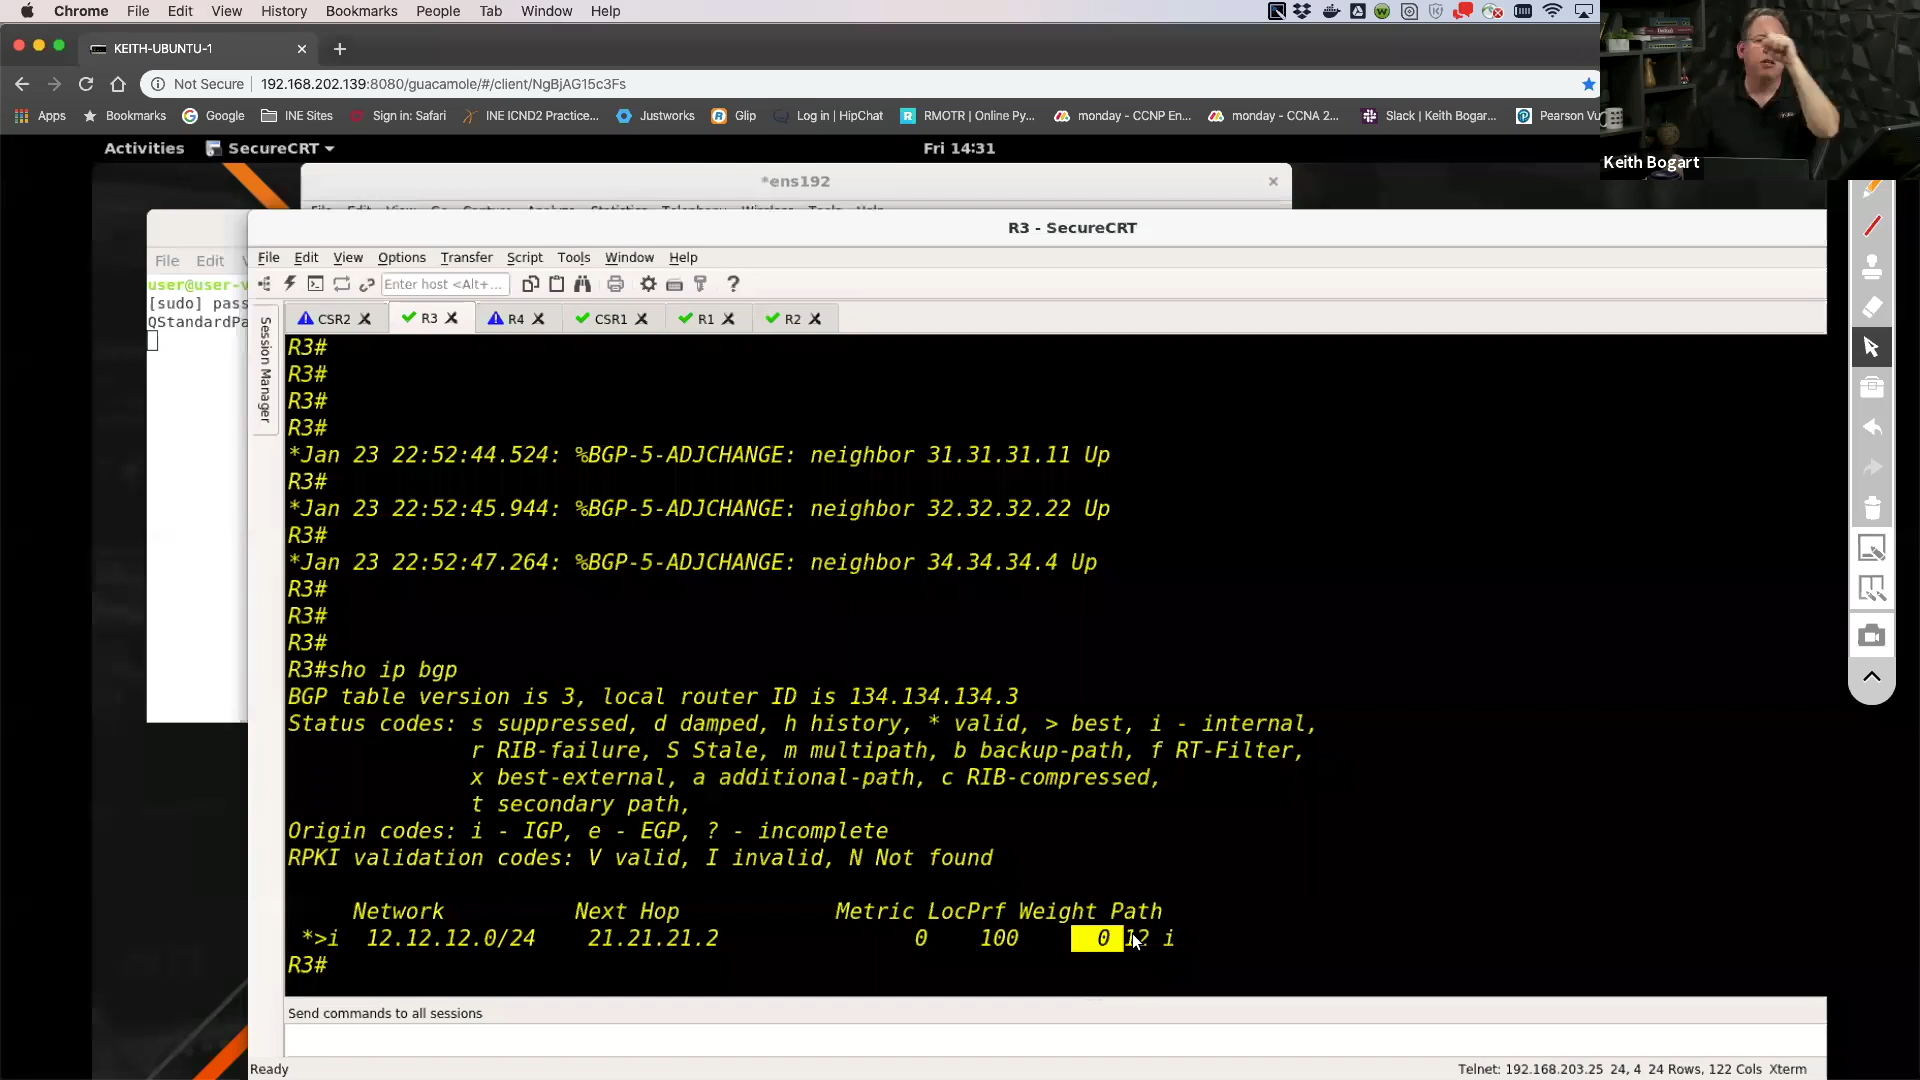 Chrome File Edit View History Bookmarks People Tab Window Help
KEITH-UBUNTU-1
Not Secure 192.168.202.139:8080/guacamole/#/client/NgBjAG15c3Fs
Apps Bookmarks Google INE Sites Sign in: Safari INE ICND2 Practice... Justworks Glip Log in | HipChat RMOTR | Online Py... monday - CCNP En... monday - CCNA 2... Slack | Keith Bogar... Pearson Vu
Keith Bogart
Activities SecureCRT Fri 14:31
*ens192
File Edit View Go Capture Analyze Statistics Telephony Wireless Tools Help
R3 - SecureCRT
File Edit V
user@user-v
[sudo] pass
QStandardPa
File Edit View Options Transfer Script Tools Window Help
Enter host <Alt+...
Session Manager
CSR2 R3 R4 CSR1 R1 R2
R3#
R3#
R3#
R3#
*Jan 23 22:52:44.524: %BGP-5-ADJCHANGE: neighbor 31.31.31.11 Up
R3#
*Jan 23 22:52:45.944: %BGP-5-ADJCHANGE: neighbor 32.32.32.22 Up
R3#
*Jan 23 22:52:47.264: %BGP-5-ADJCHANGE: neighbor 34.34.34.4 Up
R3#
R3#
R3#
R3#sho ip bgp
BGP table version is 3, local router ID is 134.134.134.3
Status codes: s suppressed, d damped, h history, * valid, > best, i - internal,
r RIB-failure, S Stale, m multipath, b backup-path, f RT-Filter,
x best-external, a additional-path, c RIB-compressed,
t secondary path,
Origin codes: i - IGP, e - EGP, ? - incomplete
RPKI validation codes: V valid, I invalid, N Not found
Network Next Hop Metric LocPrf Weight Path
*>i 12.12.12.0/24 21.21.21.2 0 100 0 12 i
R3#
Send commands to all sessions
Ready Telnet: 192.168.203.25 24, 4 24 Rows, 122 Cols Xterm